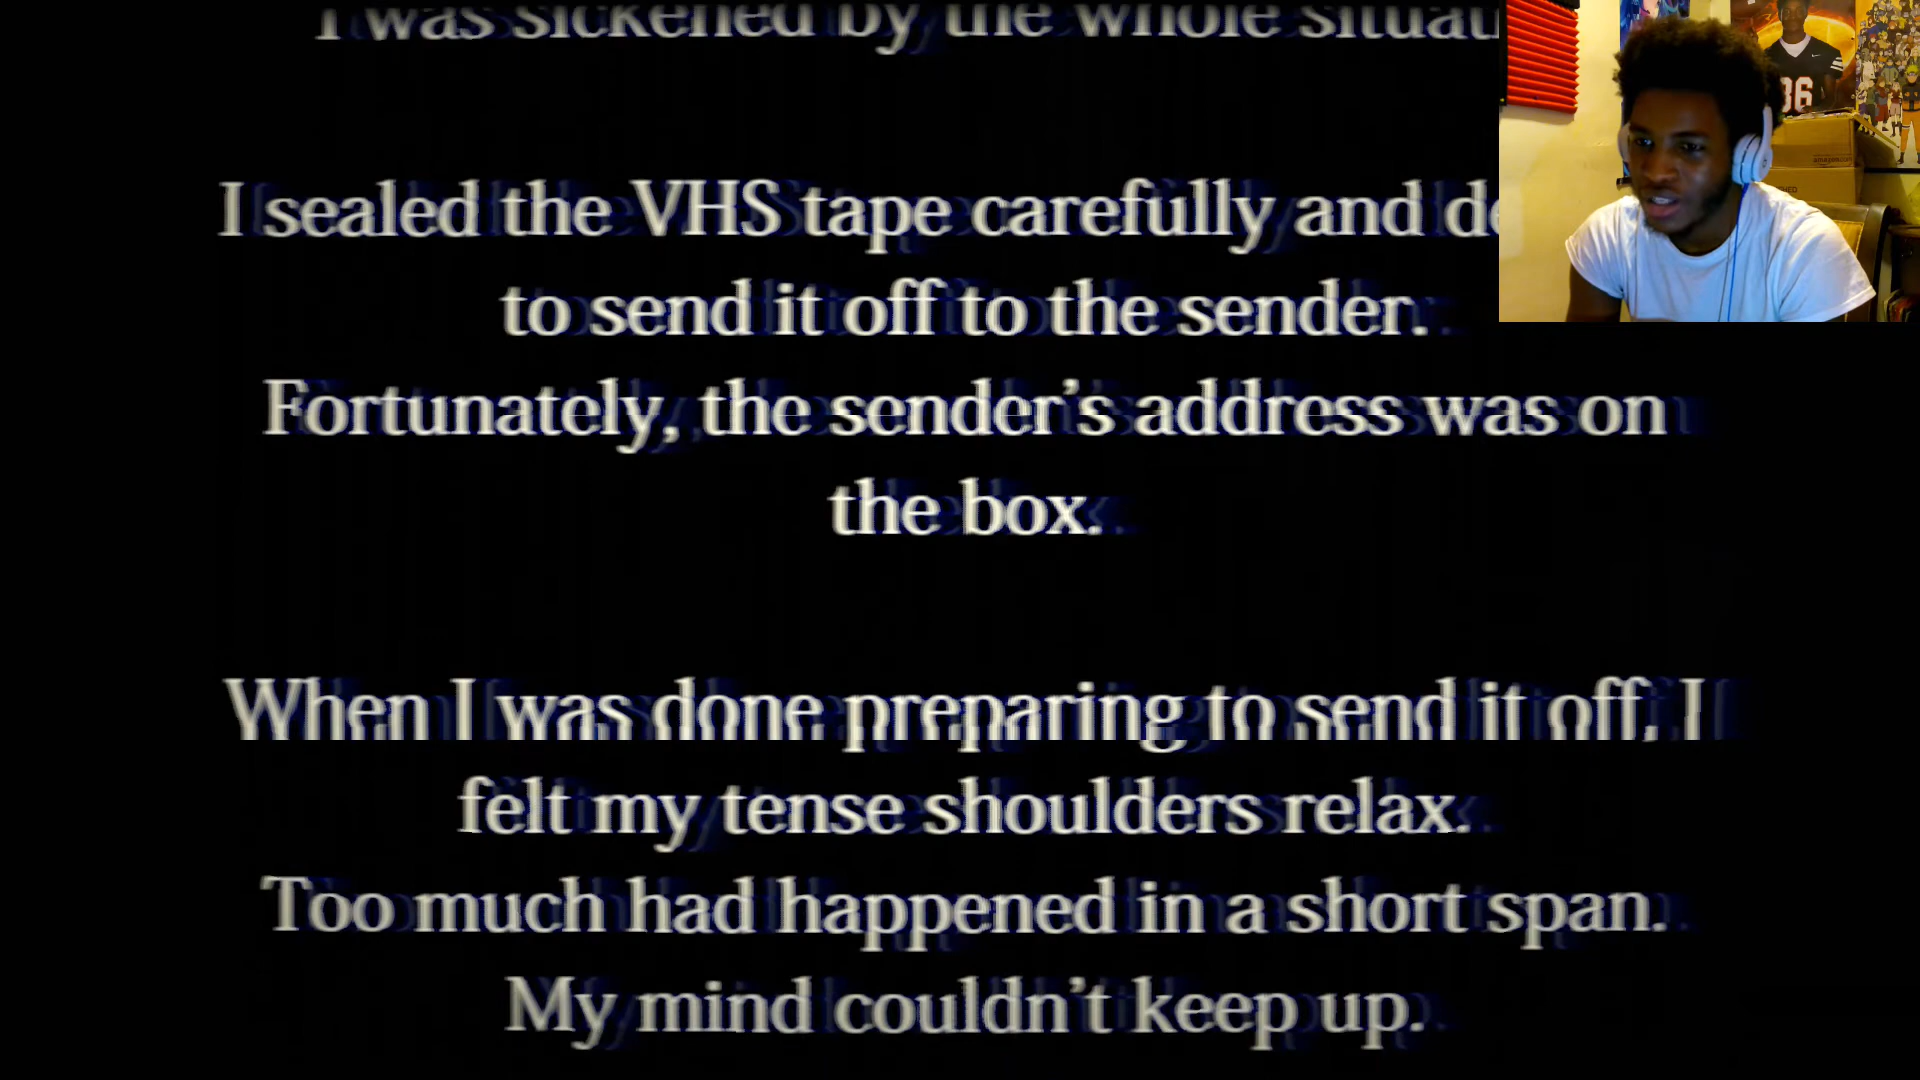 I was sickened by the whole
I sealed the VHS tape carefully and
to send it off to the sender.
Fortunately, the sender’s address was on
the box.
When I was done preparing to send it off, I
felt my tense shoulders relax.
Too much had happened in a short span.
My mind couldn’t keep up.
36
amazon